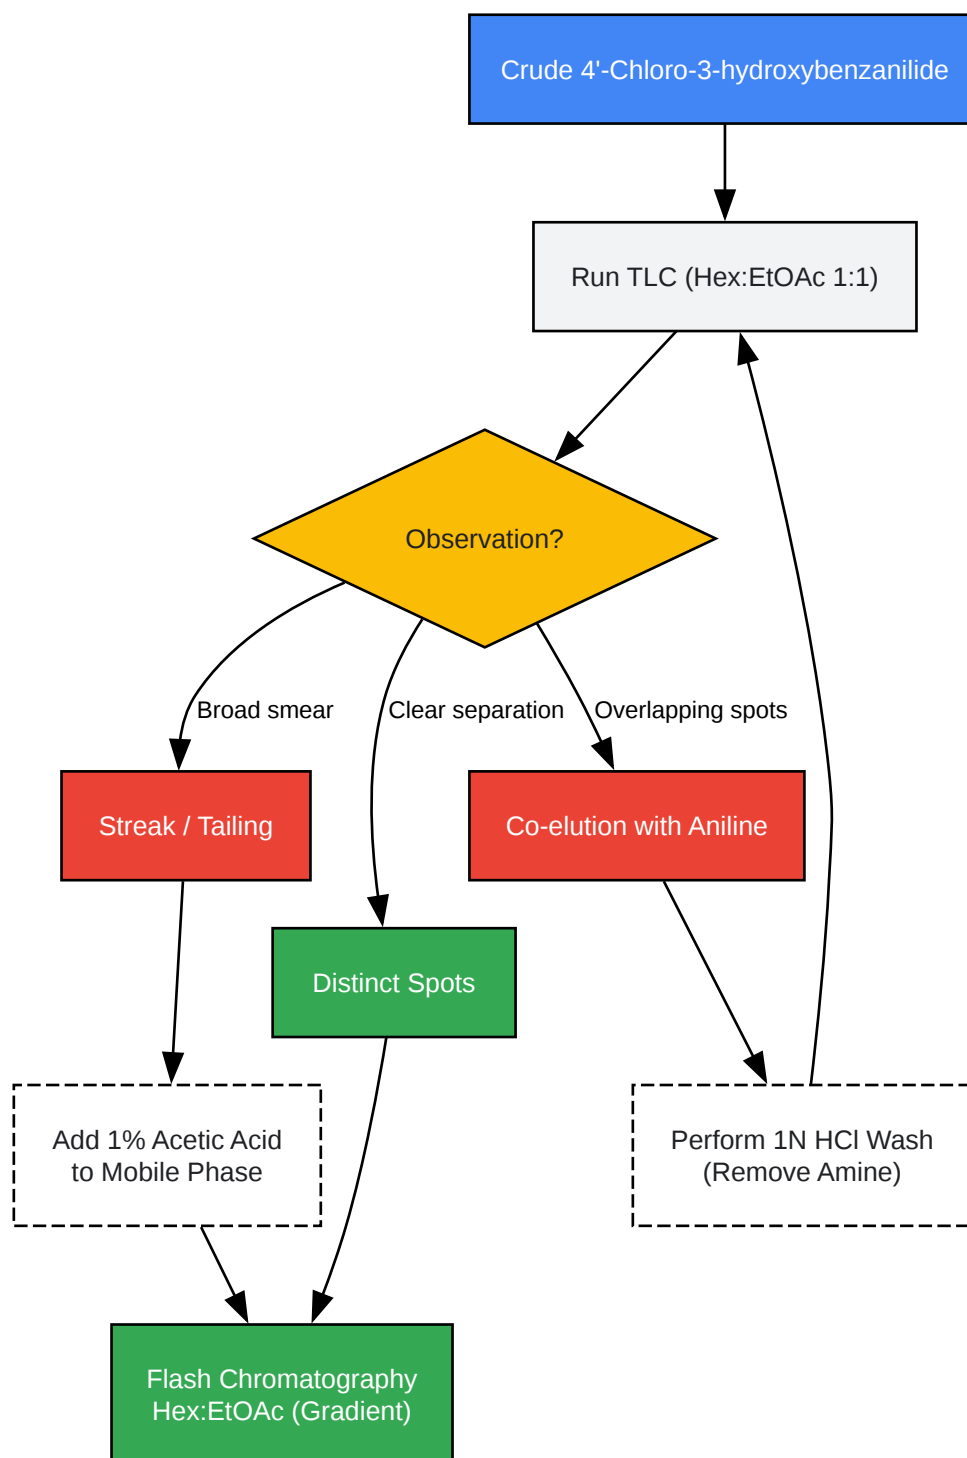 Crude 4'-Chloro-3-hydroxybenzanilide
Run TLC (Hex:EtOAc 1:1)
Observation?
Broad smear
Clear separation
Overlapping spots
Streak / Tailing
Co-elution with Aniline
Distinct Spots
Add 1% Acetic Acid
to Mobile Phase
Perform 1N HCl Wash
(Remove Amine)
Flash Chromatography
Hex:EtOAc (Gradient)